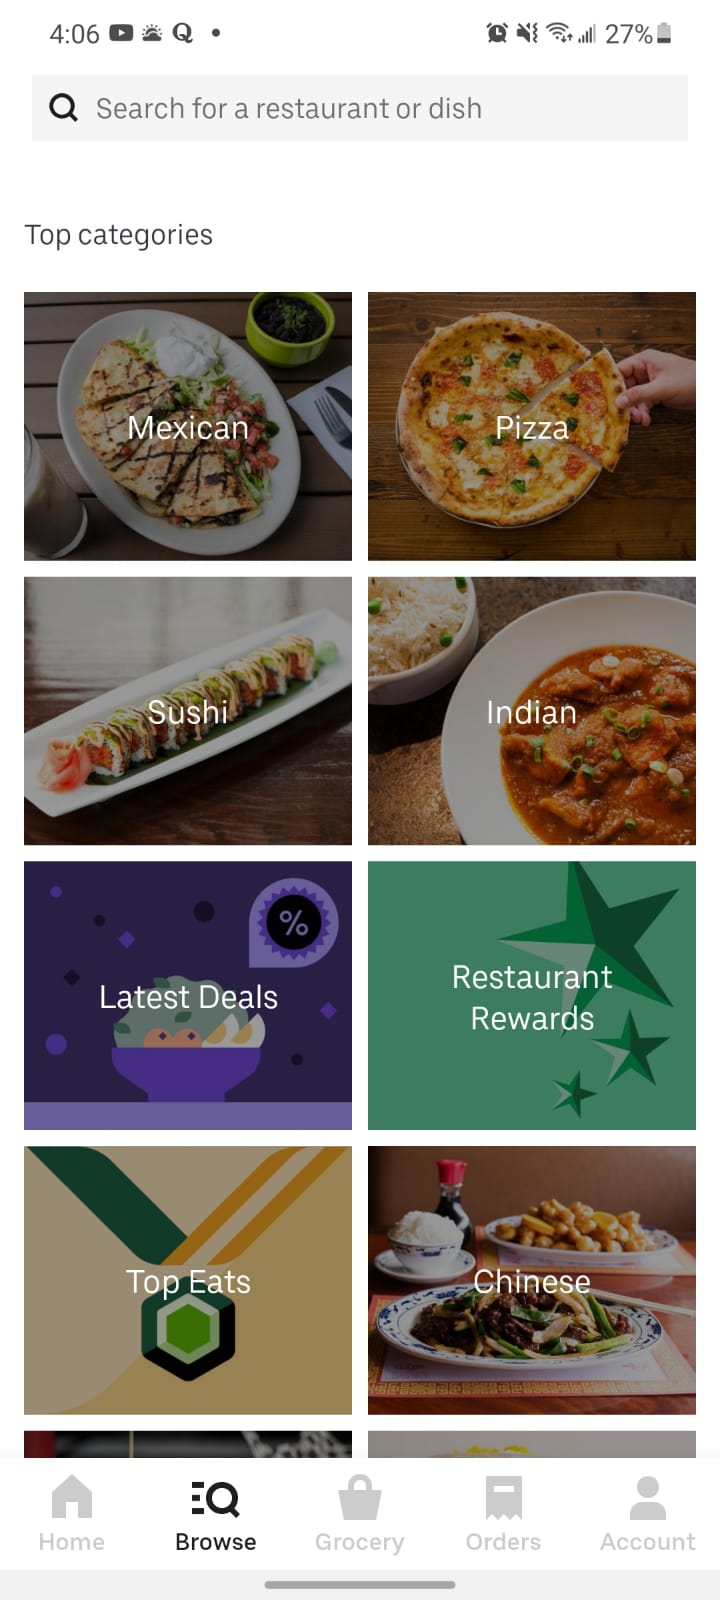 4:06
27%
Search for a restaurant or dish
Top categories
Mexican
Pizza
Sushi
Indian
%
Latest Deals
Restaurant
Rewards
Top Eats
Chinese
Home
Browse
Grocery
Orders
Account